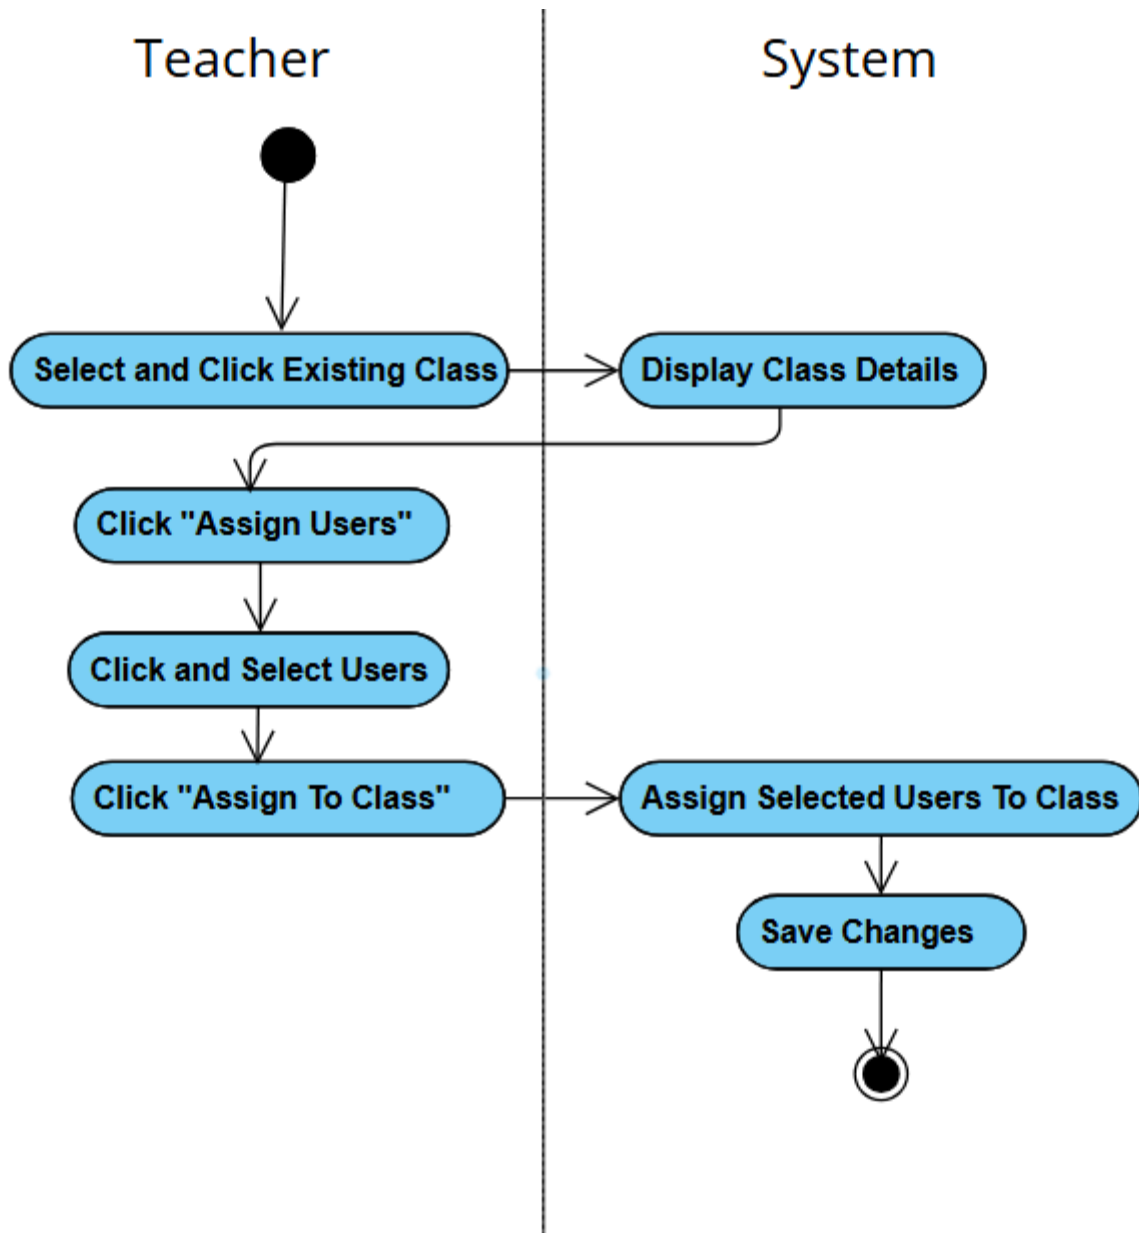 Teacher
System
Select and Click Existing Class
Display Class Details
Click "Assign Users"
Click and Select Users
Click "Assign To Class"
Assign Selected Users To Class
Save Changes